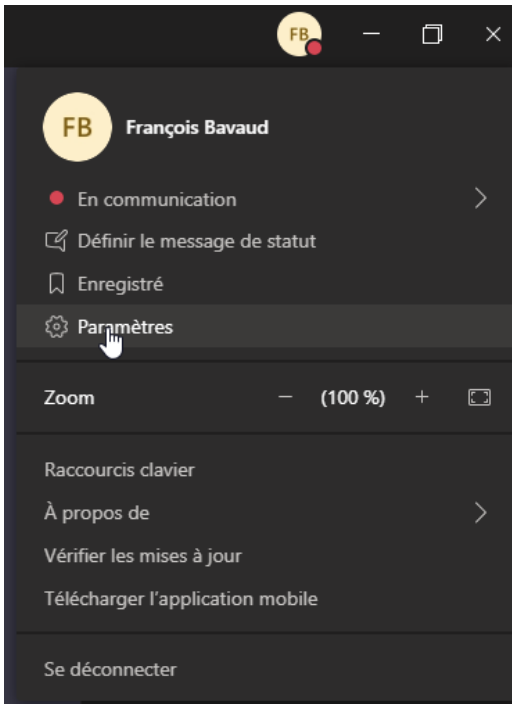 FB
FB François Bavaud
En communication
Définir le message de statut
Enregistré
Paramètres
Zoom − (100 %) +
Raccourcis clavier
À propos de
Vérifier les mises à jour
Télécharger l’application mobile
Se déconnecter